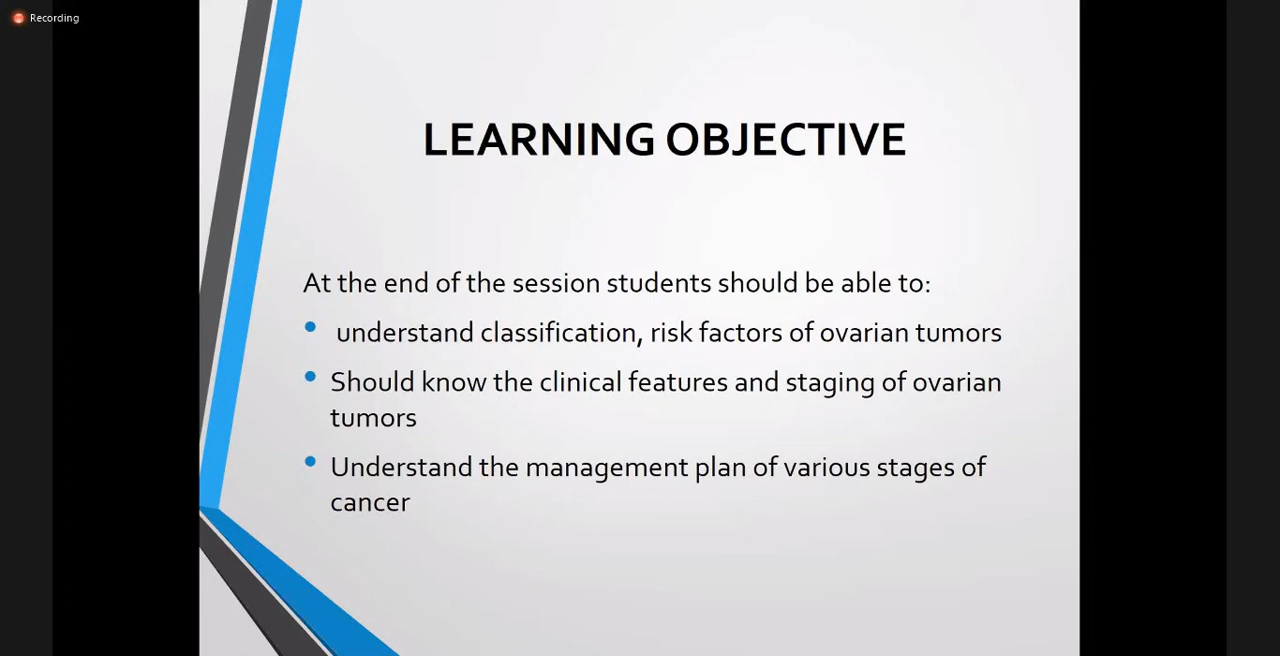 Recording
LEARNING OBJECTIVE
At the end of the session students should be able to:
understand classification, risk factors of ovarian tumors
Should know the clinical features and staging of ovarian
tumors
Understand the management plan of various stages of
cancer